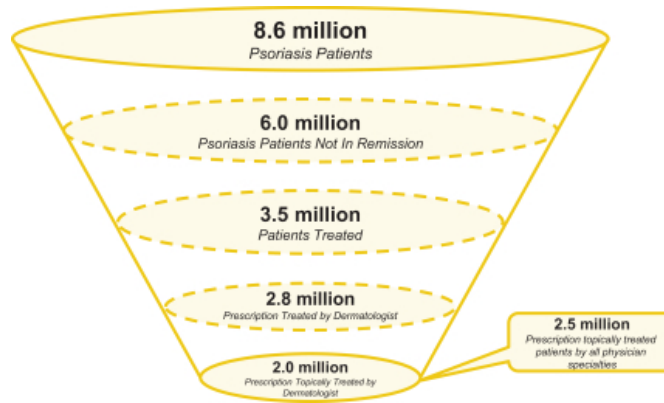 8.6 million
Psoriasis Patients
6.0 million
Psoriasis Patients Not In Remission
3.5 million
Patients Treated
2.8 million
Prescription Treated by Dermatologist
2.5 million
Prescription topically treated
patients by all physician
specialties
2.0 million
Prescription Topically Treated by
Dermatologist